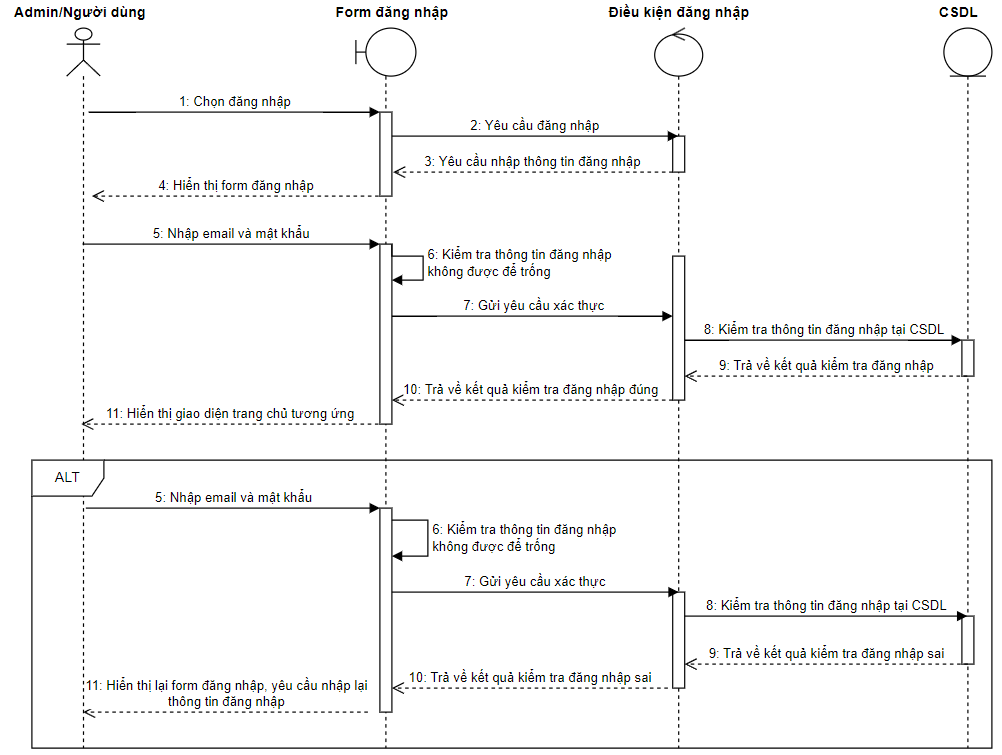 Admin/Người dùng
Form đăng nhập
Điều kiện đăng nhập
CSDL
1: Chọn đăng nhập
2: Yêu cầu đăng nhập
3: Yêu cầu nhập thông tin đăng nhập
4: Hiển thị form đăng nhập
5: Nhập email và mật khẩu
6: Kiểm tra thông tin đăng nhập
không được để trống
7: Gửi yêu cầu xác thực
8: Kiểm tra thông tin đăng nhập tại CSDL
9: Trả về kết quả kiểm tra đăng nhập
10: Trả về kết quả kiểm tra đăng nhập đúng
11: Hiển thị giao diện trang chủ tương ứng
ALT
5: Nhập email và mật khẩu
6: Kiểm tra thông tin đăng nhập
không được để trống
7: Gửi yêu cầu xác thực
8: Kiểm tra thông tin đăng nhập tại CSDL
9: Trả về kết quả kiểm tra đăng nhập sai
10: Trả về kết quả kiểm tra đăng nhập sai
11: Hiển thị lại form đăng nhập, yêu cầu nhập lại
thông tin đăng nhập